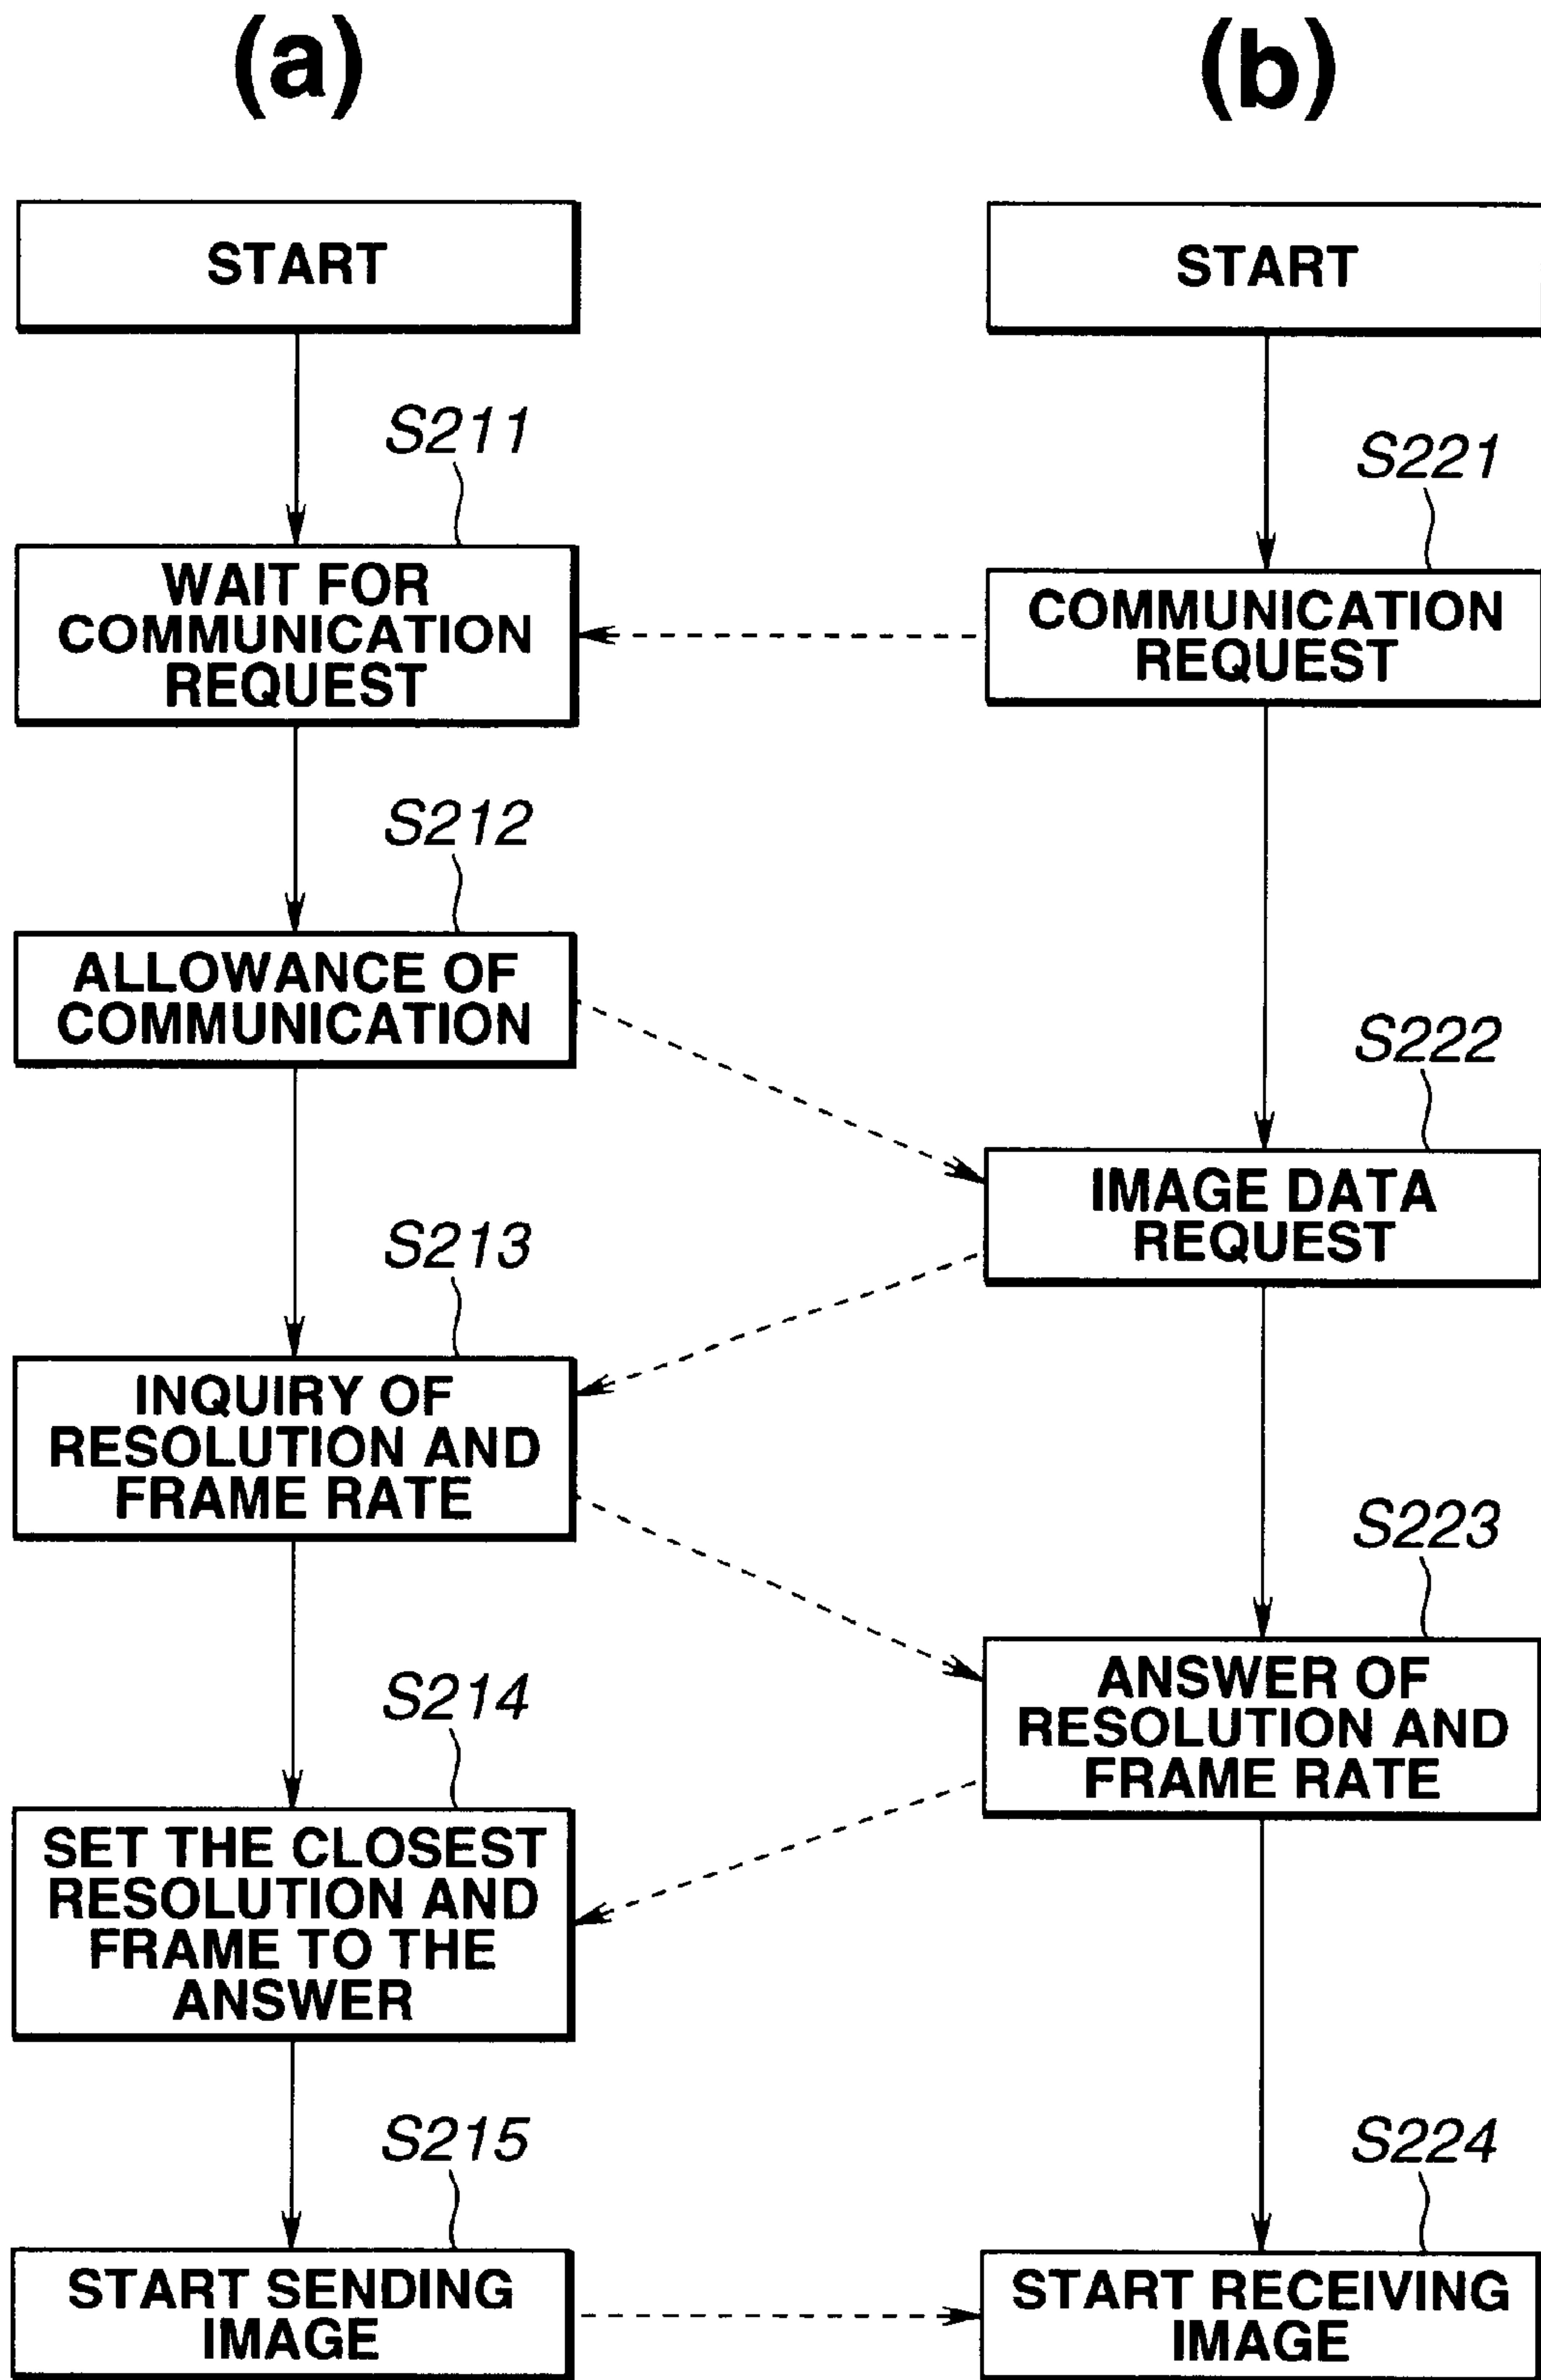 (a)
START
S211
WAIT FOR
COMMUNICATION
REQUEST
S212
ALLOWANCE OF
COMMUNICATION
S213
INQUIRY OF
RESOLUTION AND
FRAME RATE
S214
SET THE CLOSEST
RESOLUTION AND
FRAME TO THE
ANSWER
S215
START SENDING
IMAGE
(b)
START
S221
COMMUNICATION
REQUEST
S222
IMAGE DATA
REQUEST
S223
ANSWER OF
RESOLUTION AND
FRAME RATE
S224
START RECEIVING
IMAGE